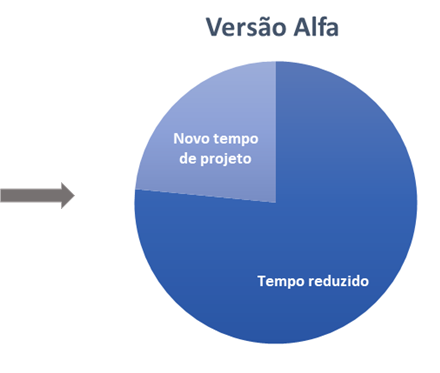 Versão Alfa
Novo tempo
de projeto
Tempo reduzido